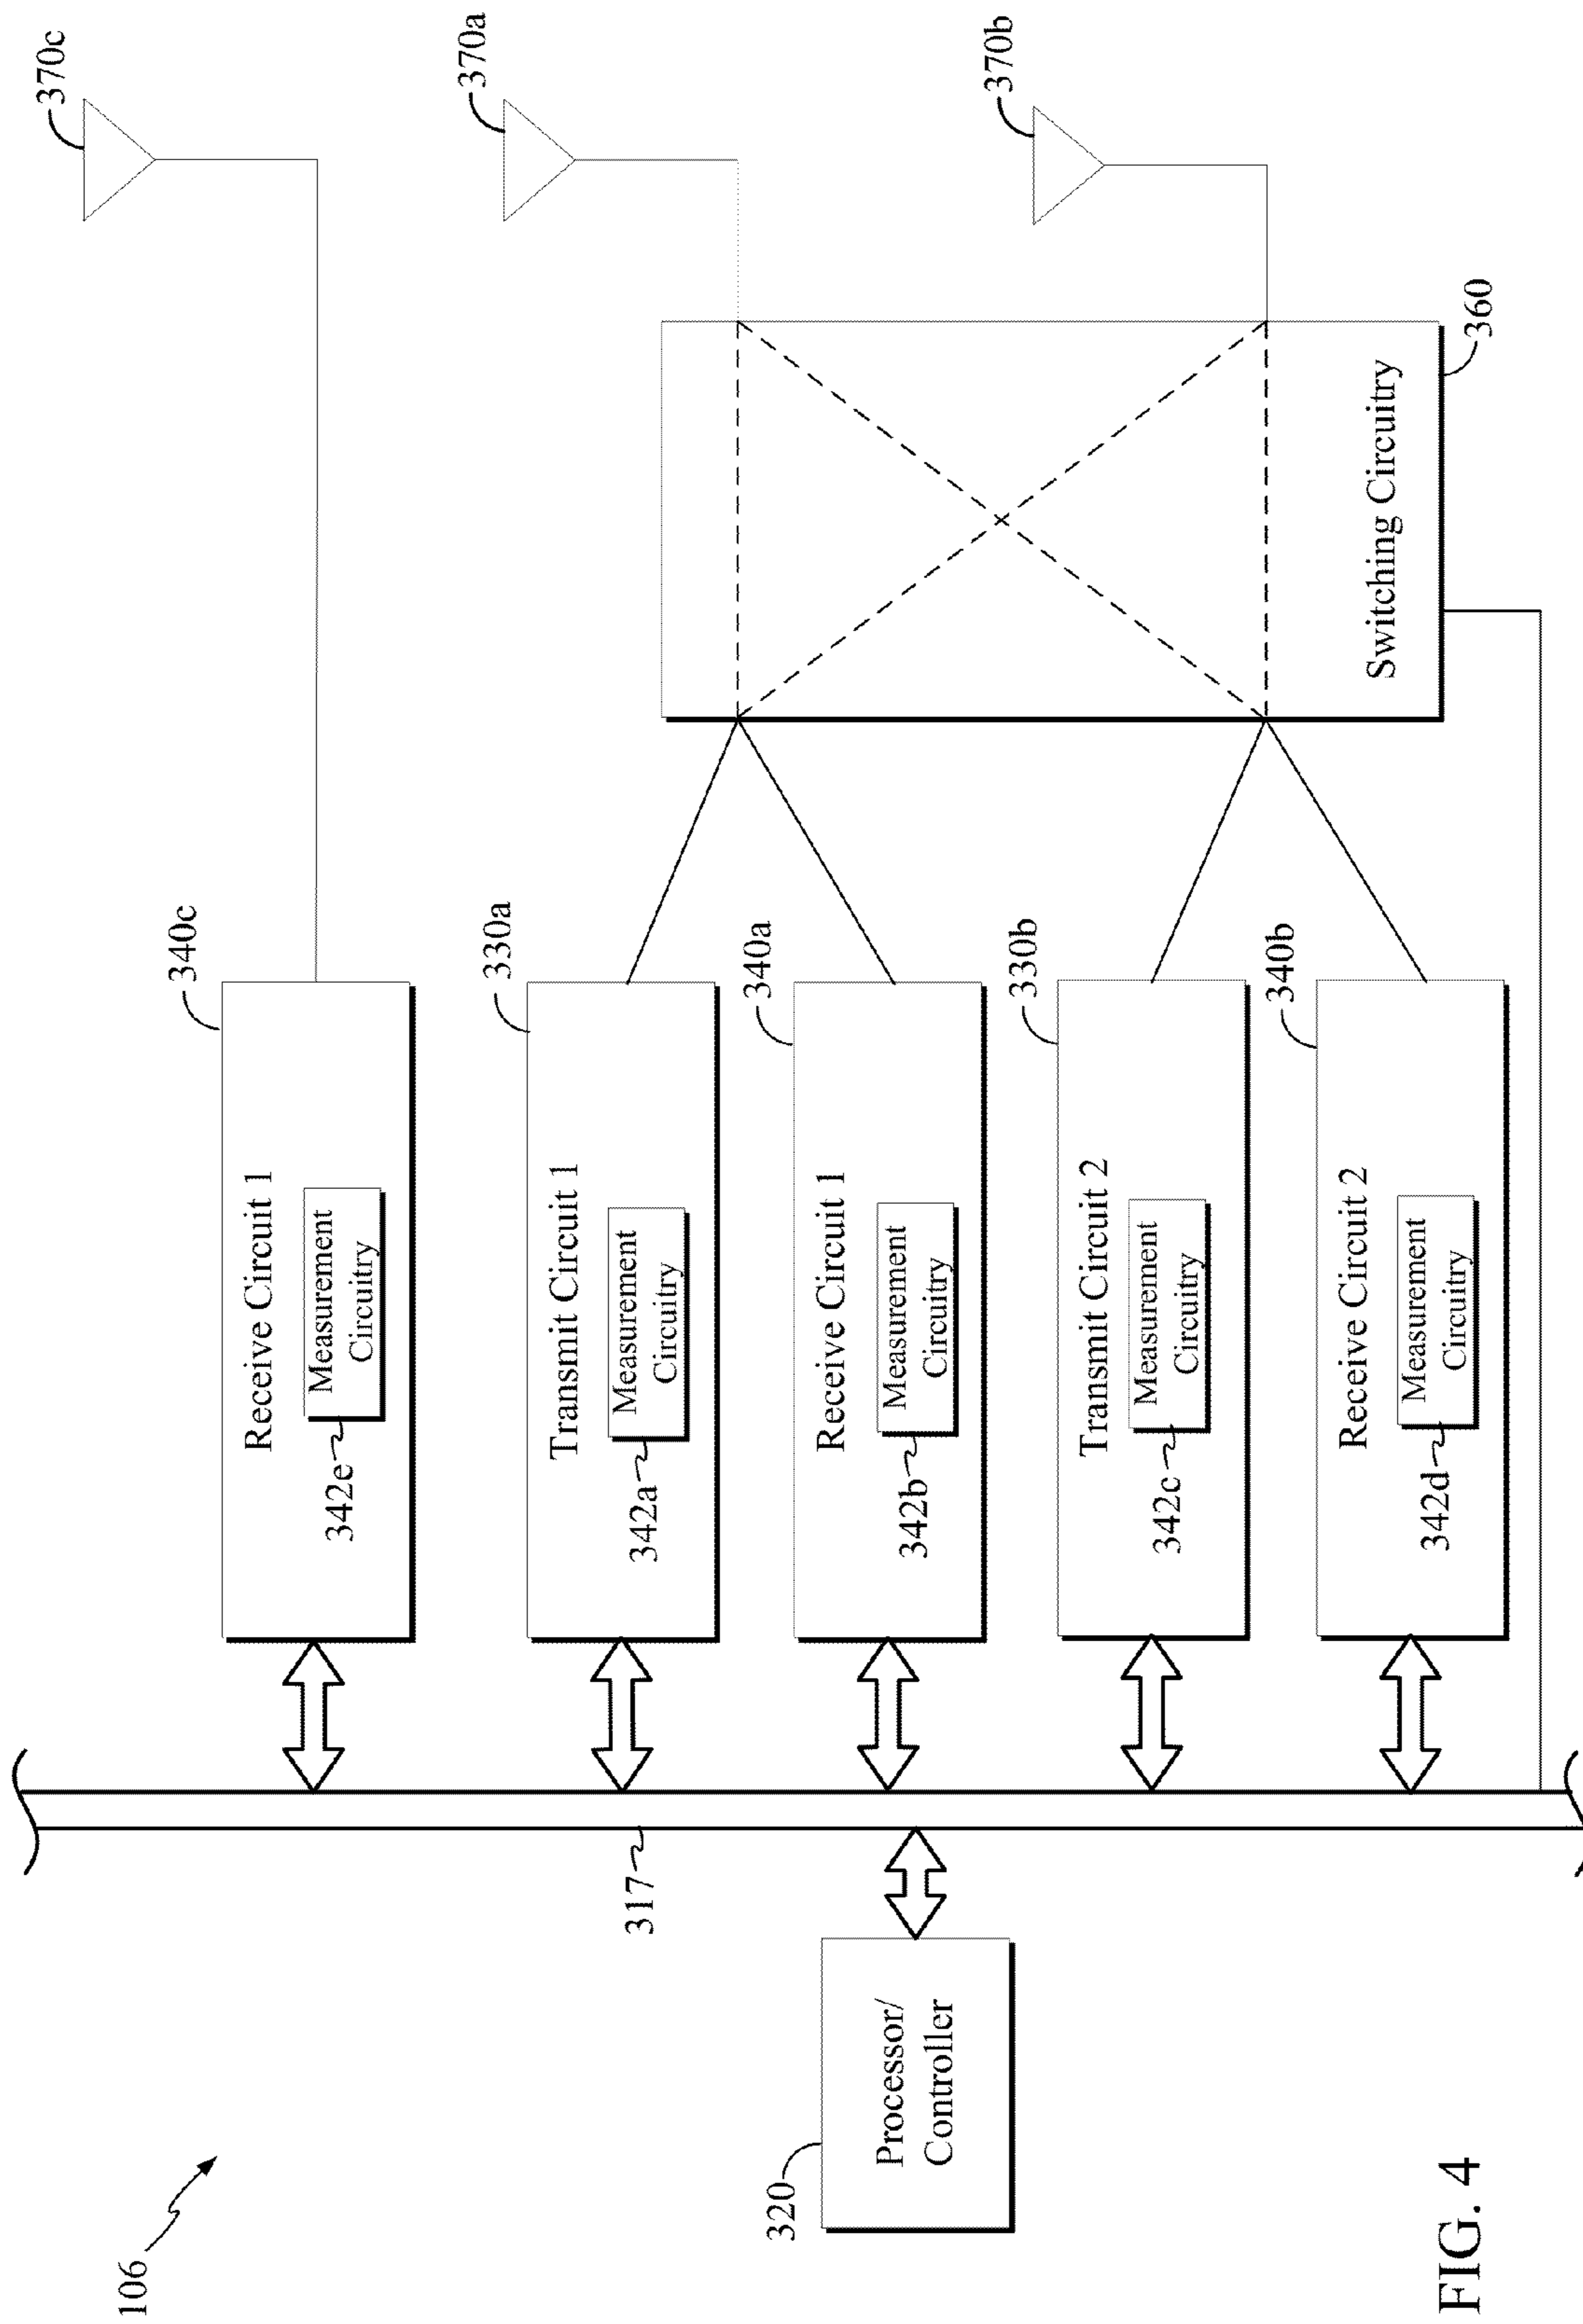 106
320
Processor/
Controller
317
340c
Receive Circuit 1
Measurement
Circuitry
342e
330a
Transmit Circuit 1
Measurement
Circuitry
342a
340a
Receive Circuit 1
Measurement
Circuitry
342b
330b
Transmit Circuit 2
Measurement
Circuitry
342c
340b
Receive Circuit 2
Measurement
Circuitry
342d
370c
370a
370b
Switching Circuitry
360
FIG. 4